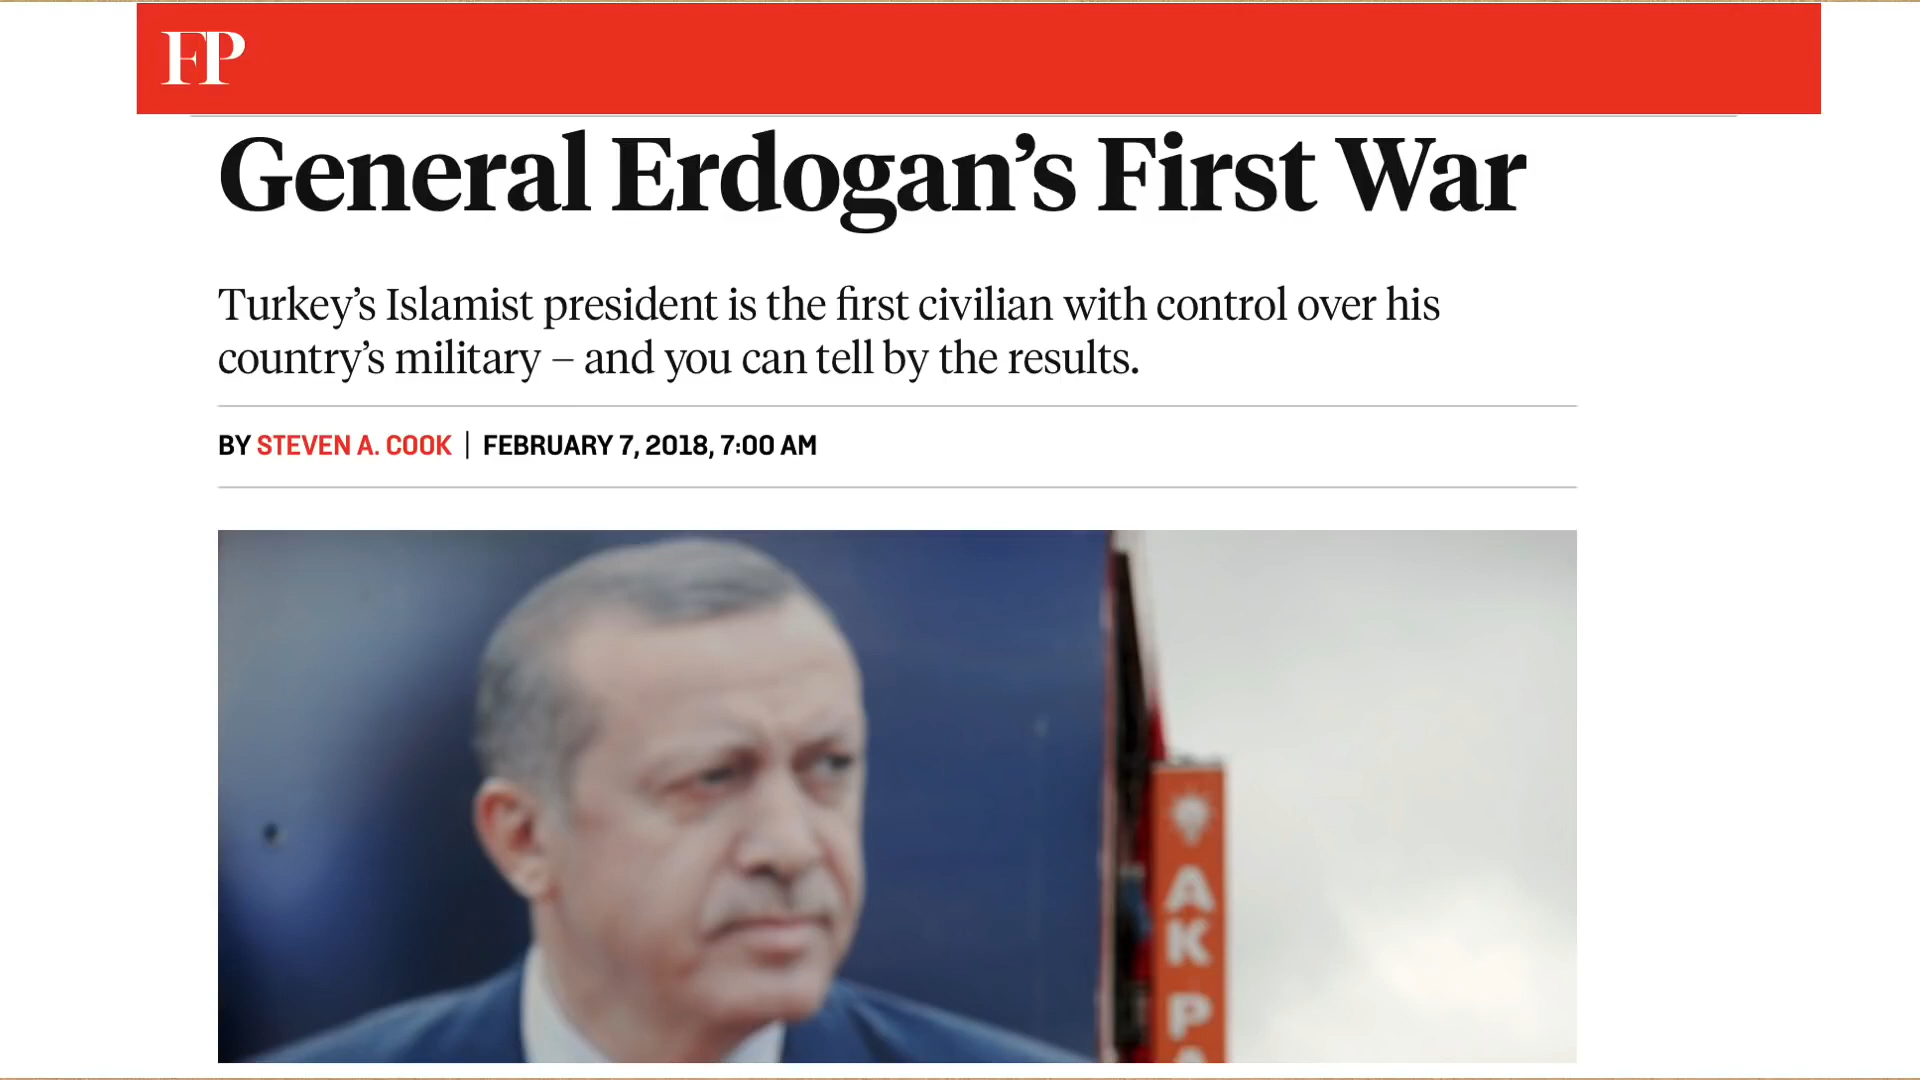 FP
General Erdogan’s First War
Turkey’s Islamist president is the first civilian with control over his
country’s military – and you can tell by the results.
BY STEVEN A. COOK | FEBRUARY 7, 2018, 7:00 AM
AK PA